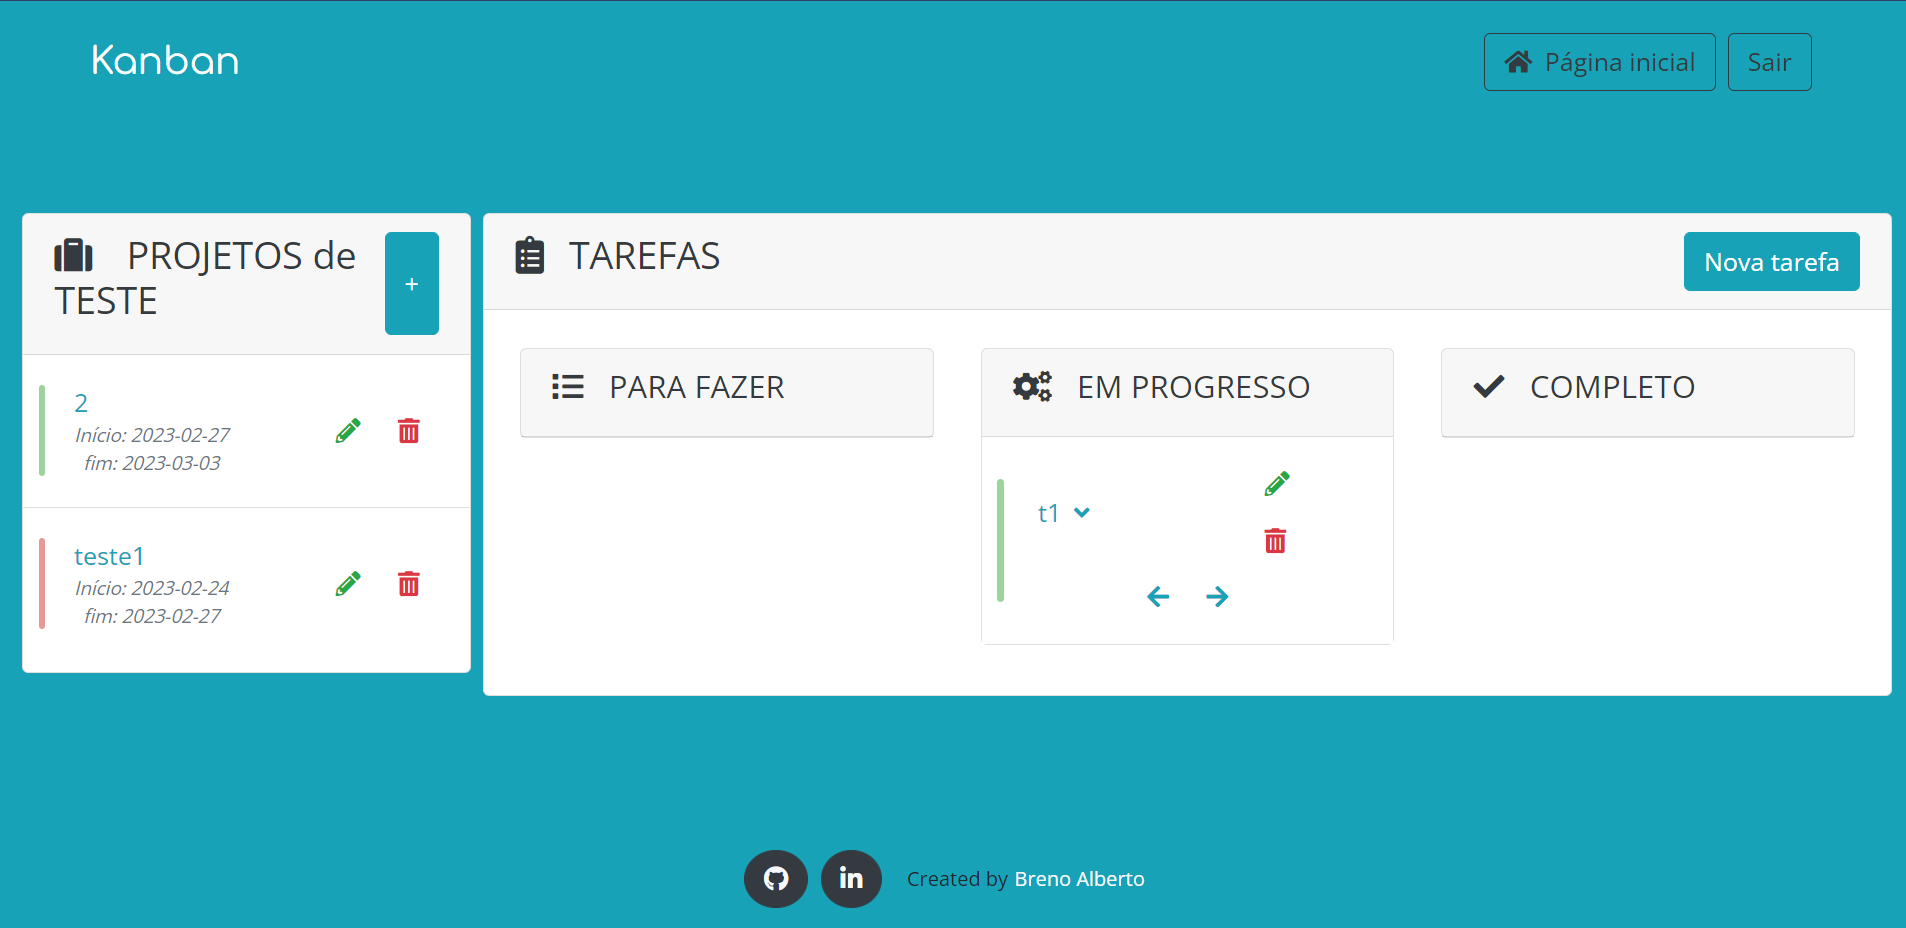 Kanban
Página inicial
Sair
PROJETOS de
TESTE
+
2
Início: 2023-02-27
fim: 2023-03-03
teste1
Início: 2023-02-24
fim: 2023-02-27
TAREFAS
Nova tarefa
PARA FAZER
EM PROGRESSO
t1
COMPLETO
in
Created by Breno Alberto